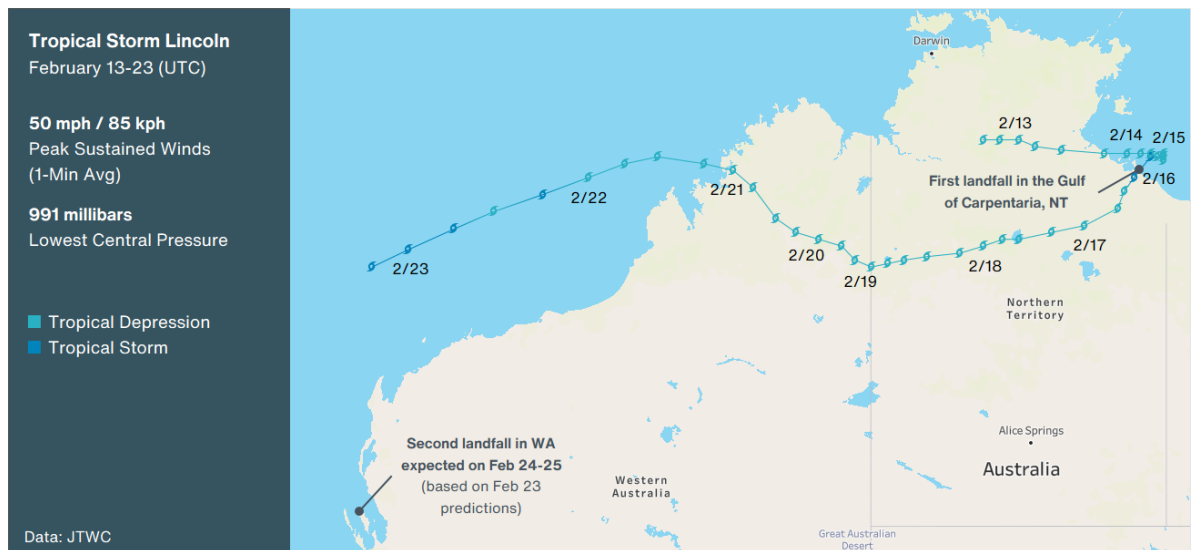 Tropical Storm Lincoln
February 13-23 (UTC)
50 mph / 85 kph
Peak Sustained Winds
(1-Min Avg)
991 millibars
Lowest Central Pressure
Tropical Depression
Tropical Storm
Data: JTWC
Darwin
2/13
2/14
2/15
2/16
First landfall in the Gulf
of Carpentaria, NT
2/17
2/18
2/19
2/20
2/21
2/22
2/23
Northern
Territory
Alice Springs
Australia
Second landfall in WA
expected on Feb 24-25
(based on Feb 23
predictions)
Western
Australia
Great Australian
Desert